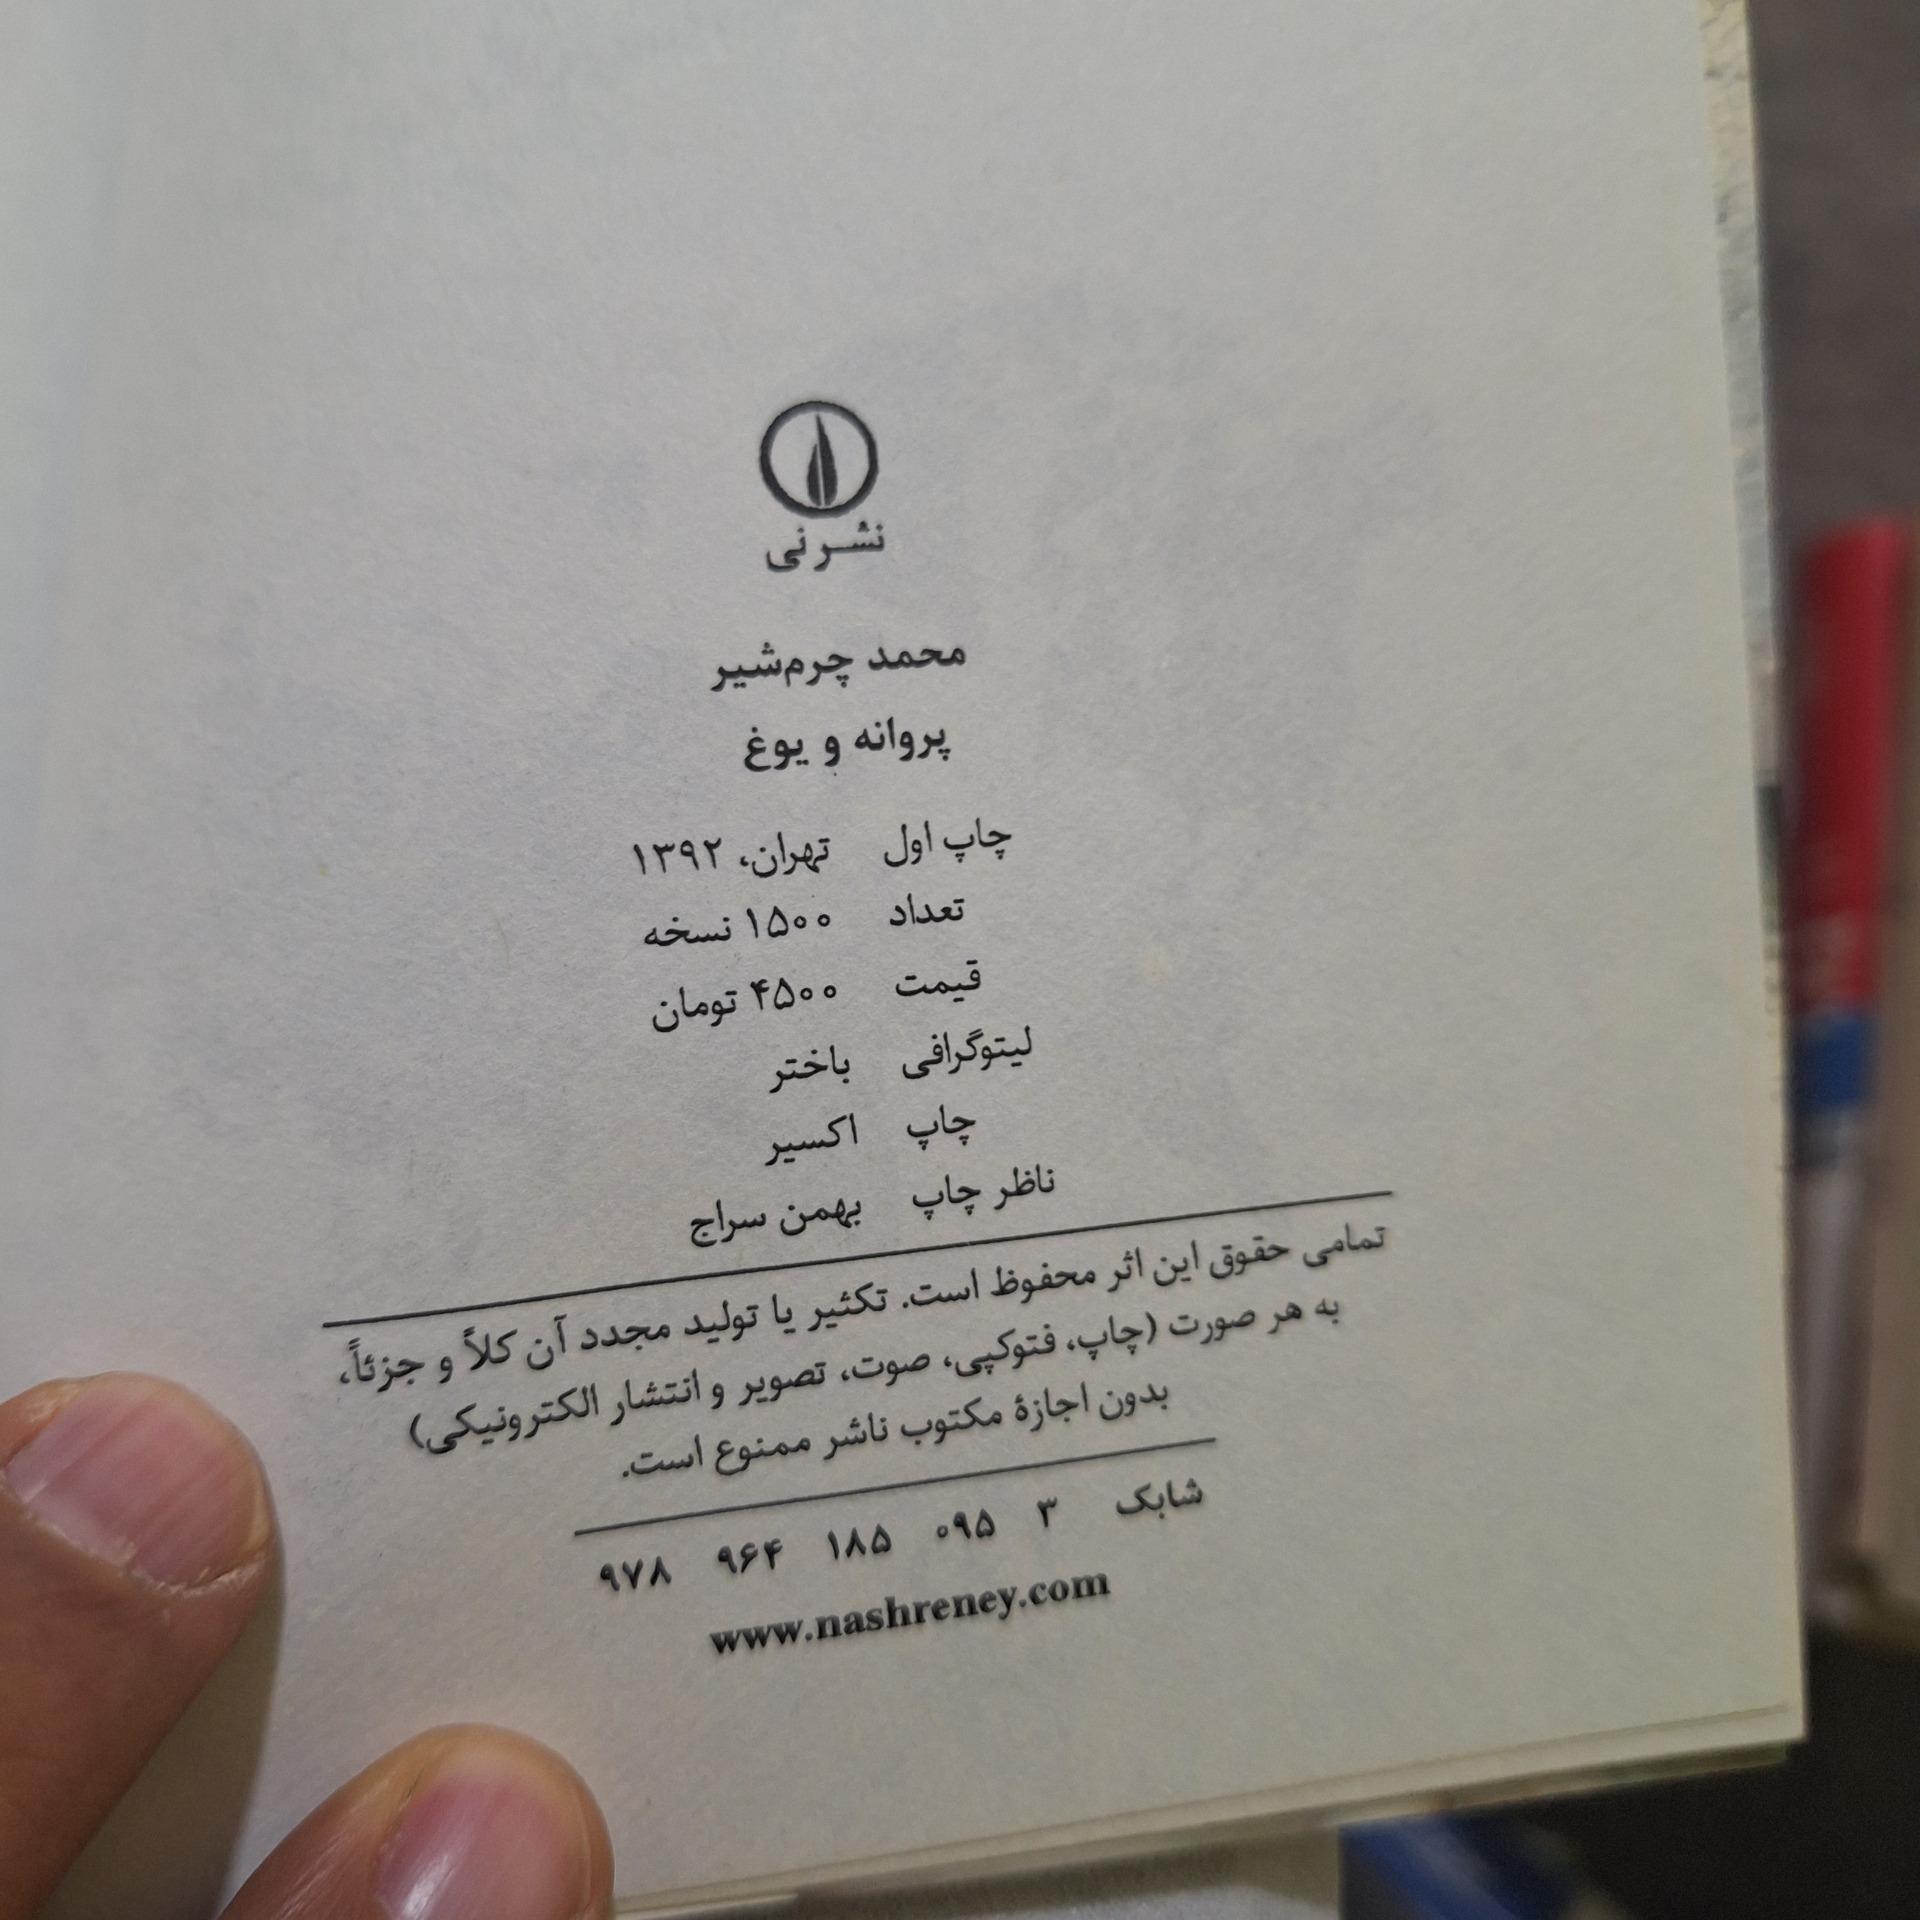 نشر نی
محمد چرم‌شیر
پروانه و یوغ
چاپ اول تهران، ۱۳۹۲
تعداد ۱۵۰۰ نسخه
قیمت ۴۵۰۰ تومان
لیتوگرافی باختر
چاپ اکسیر
ناظر چاپ بهمن سراج
تمامی حقوق این اثر محفوظ است. تکثیر یا تولید مجدد آن کلاً و جزئاً،
به هر صورت (چاپ، فتوکپی، صوت، تصویر و انتشار الکترونیکی)
بدون اجازهٔ مکتوب ناشر ممنوع است.
شابک ۳ ۰۹۵ ۱۸۵ ۹۶۴ ۹۷۸
www.nashreney.com